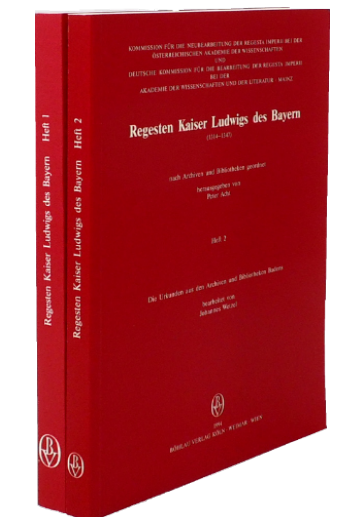 Regesten Kaiser Ludwigs des Bayern Heft 1
Regesten Kaiser Ludwigs des Bayern Heft 2
KOMMISSION FÜR DIE NEUBEARBEITUNG DER REGESTA IMPERII BEI DER
ÖSTERREICHISCHEN AKADEMIE DER WISSENSCHAFTEN
UND
DEUTSCHE KOMMISSION FÜR DIE BEARBEITUNG DER REGESTA IMPERII
BEI DER
AKADEMIE DER WISSENSCHAFTEN UND DER LITERATUR · MAINZ
Regesten Kaiser Ludwigs des Bayern
(1314–1347)
nach Archiven und Bibliotheken geordnet
herausgegeben von
Peter Acht
Heft 2
Die Urkunden aus den Archiven und Bibliotheken Badens
bearbeitet von
Johannes Wetzel
1994
BÖHLAU VERLAG KÖLN · WEIMAR · WIEN